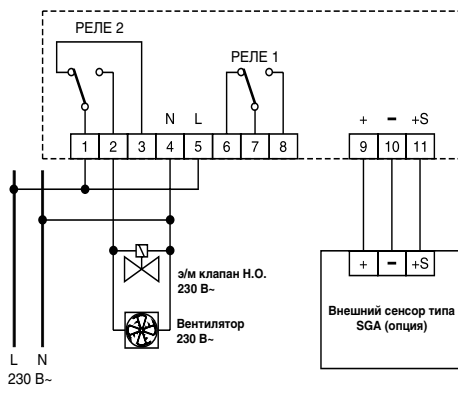 РЕЛЕ 2
РЕЛЕ 1
N L + − +S
1 2 3 4 5 6 7 8 9 10 11
э/м клапан Н.О.
230 В~
+ − +S
Внешний сенсор типа
SGA (опция)
Вентилятор
230 В~
L N
230 В~